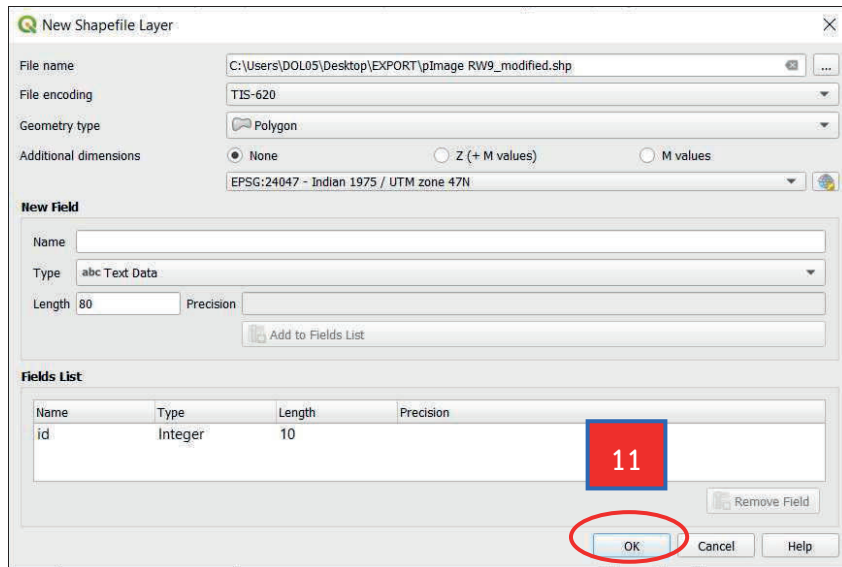 New Shapefile Layer
File name C:\Users\DOL05\Desktop\EXPORT\pImage RW9_modified.shp ...
File encoding TIS-620
Geometry type Polygon
Additional dimensions None Z (+ M values) M values
EPSG:24047 - Indian 1975 / UTM zone 47N
New Field
Name
Type abc Text Data
Length 80 Precision
Add to Fields List
Fields List
Name Type Length Precision
id Integer 10
11
Remove Field
OK Cancel Help